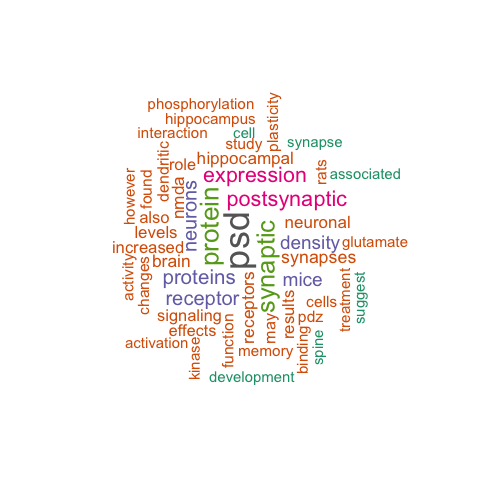 phosphorylation
hippocampus
plasticity
interaction
cell
study
synapse
dendritic
role
hippocampal
rats
associated
however
found
nmda
neurons
expression
postsynaptic
also
levels
protein
psd
synaptic
neuronal
increased
density
glutamate
brain
synapses
activity
changes
proteins
receptors
mice
receptor
results
cells
treatment
suggest
signaling
may
pdz
effects
function
binding
activation
kinase
memory
spine
development